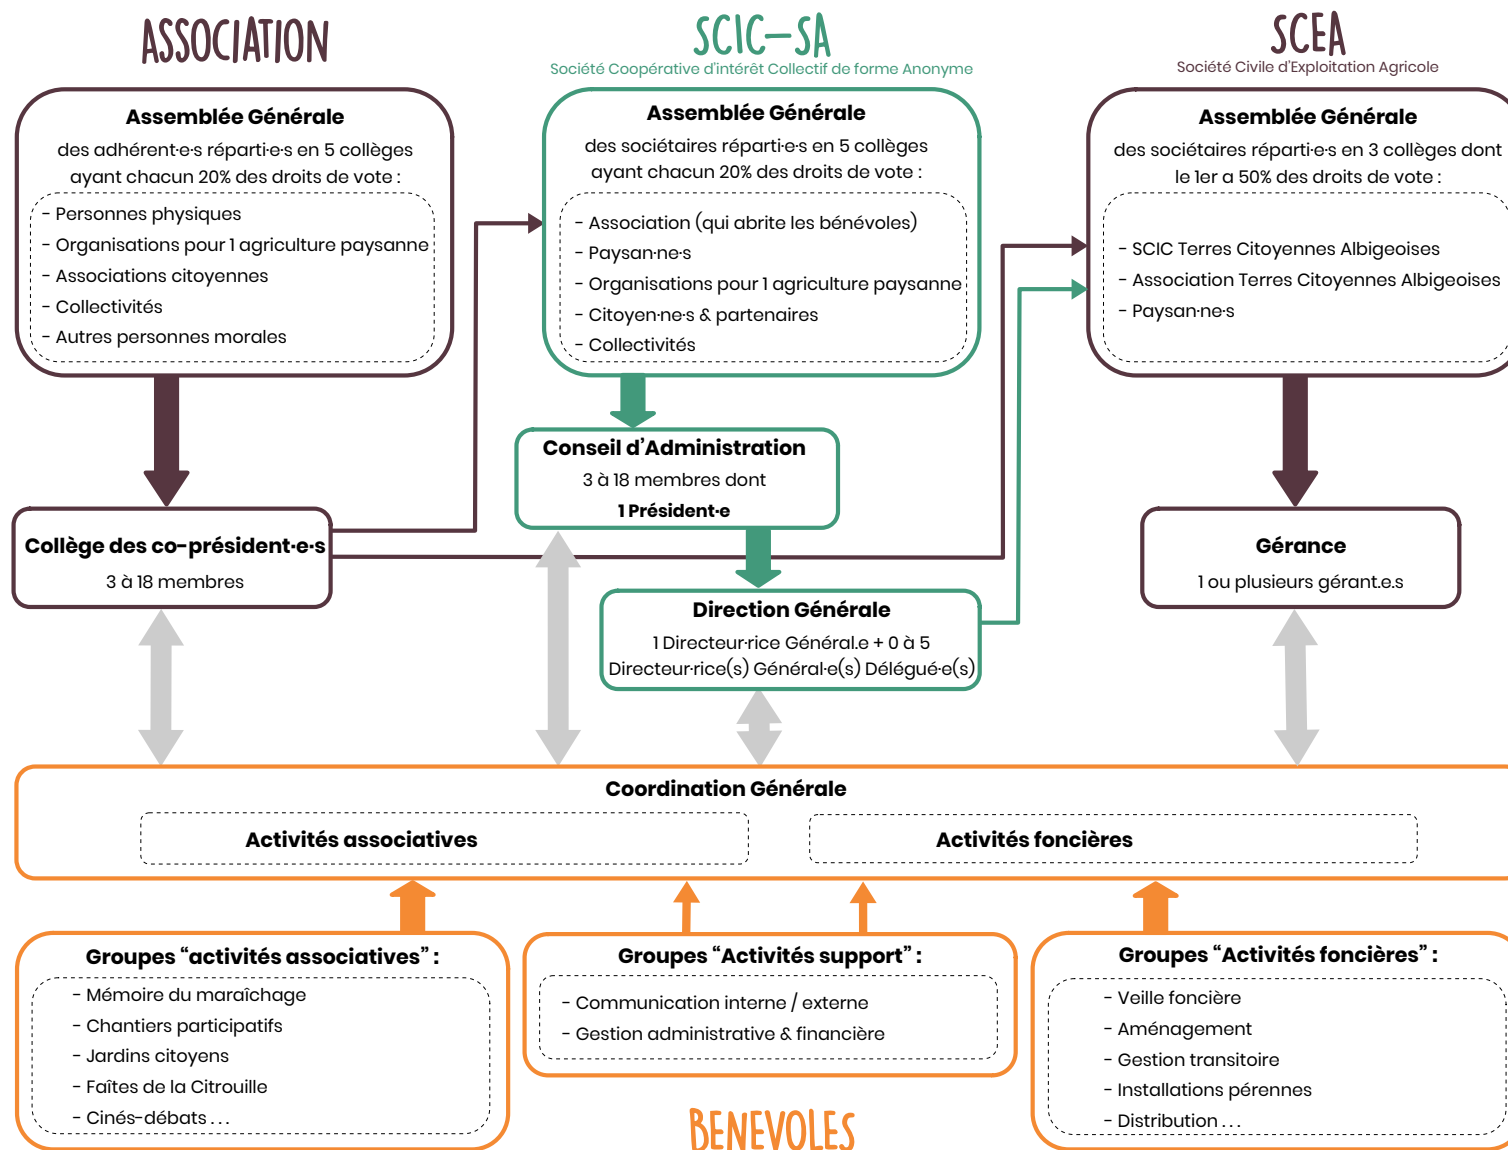 ASSOCIATION
SCIC-SA
Société Coopérative d'intérêt Collectif de forme Anonyme
SCEA
Société Civile d'Exploitation Agricole
Assemblée Générale
des adhérent·e·s réparti·e·s en 5 collèges
ayant chacun 20% des droits de vote :
- Personnes physiques
- Organisations pour 1 agriculture paysanne
- Associations citoyennes
- Collectivités
- Autres personnes morales
Assemblée Générale
des sociétaires réparti·e·s en 5 collèges
ayant chacun 20% des droits de vote :
- Association (qui abrite les bénévoles)
- Paysan·ne·s
- Organisations pour 1 agriculture paysanne
- Citoyen·ne·s & partenaires
- Collectivités
Assemblée Générale
des sociétaires réparti·e·s en 3 collèges dont
le 1er a 50% des droits de vote :
- SCIC Terres Citoyennes Albigeoises
- Association Terres Citoyennes Albigeoises
- Paysan·ne·s
Collège des co-président·e·s
3 à 18 membres
Conseil d'Administration
3 à 18 membres dont
1 Président·e
Direction Générale
1 Directeur·rice Général.e + 0 à 5
Directeur·rice(s) Général·e(s) Délégué·e(s)
Gérance
1 ou plusieurs gérant.e.s
Coordination Générale
Activités associatives
Activités foncières
Groupes “activités associatives” :
- Mémoire du maraîchage
- Chantiers participatifs
- Jardins citoyens
- Faîtes de la Citrouille
- Cinés-débats ...
Groupes “Activités support” :
- Communication interne / externe
- Gestion administrative & financière
Groupes “Activités foncières” :
- Veille foncière
- Aménagement
- Gestion transitoire
- Installations pérennes
- Distribution ...
BENEVOLES